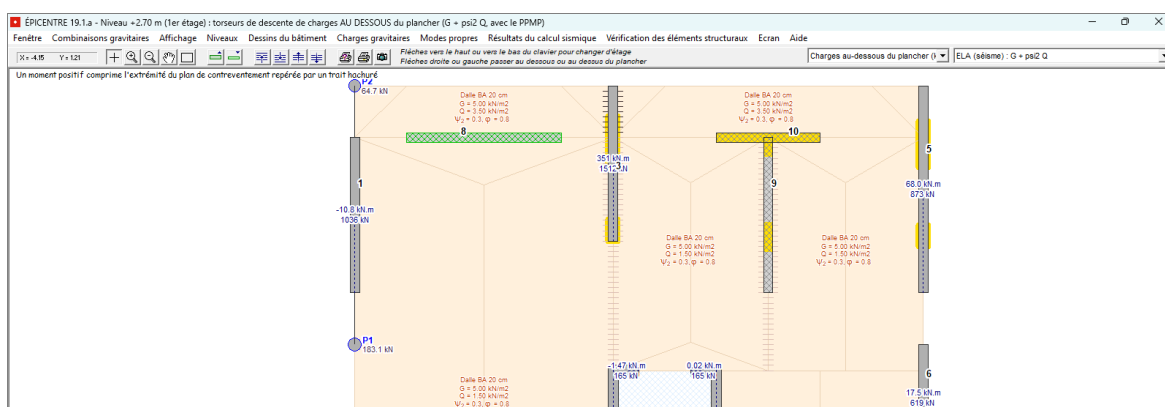 ÉPICENTRE 19.1.a - Niveau +2.70 m (1er étage) : torseurs de descente de charges AU DESSOUS du plancher (G + psi2 Q, avec le PPMP)
Fenêtre Combinaisons gravitaires Affichage Niveaux Dessins du bâtiment Charges gravitaires Modes propres Résultats du calcul sismique Vérification des éléments structuraux Ecran Aide
X = -4.15 Y = 1.21
Flèches vers le haut ou vers le bas du clavier pour changer d'étage
Flèches droite ou gauche passer au dessous ou au dessus du plancher
Charges au-dessous du plancher (
ELA (séisme) : G + psi2 Q
Un moment positif comprime l'extrémité du plan de contreventement repérée par un trait hachuré
P2
64.7 kN
Dalle BA 20 cm
G = 5.00 kN/m2
Q = 3.50 kN/m2
Ψ2 = 0.3, φ = 0.8
Dalle BA 20 cm
G = 5.00 kN/m2
Q = 3.50 kN/m2
Ψ2 = 0.3, φ = 0.8
8
10
5
351 kN.m
1512 kN
3
1
9
68.0 kN.m
873 kN
-10.8 kN.m
1036 kN
Dalle BA 20 cm
G = 5.00 kN/m2
Q = 1.50 kN/m2
Ψ2 = 0.3, φ = 0.8
Dalle BA 20 cm
G = 5.00 kN/m2
Q = 1.50 kN/m2
Ψ2 = 0.3, φ = 0.8
P1
183.1 kN
-1.47 kN.m
165 kN
0.02 kN.m
165 kN
6
Dalle BA 20 cm
G = 5.00 kN/m2
Q = 1.50 kN/m2
Ψ2 = 0.3, φ = 0.8
17.5 kN.m
619 kN